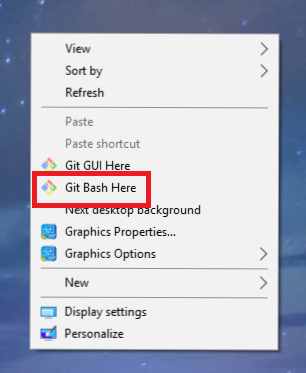 View
Sort by
Refresh
Paste
Paste shortcut
Git GUI Here
Git Bash Here
Next desktop background
Graphics Properties...
Graphics Options
New
Display settings
Personalize